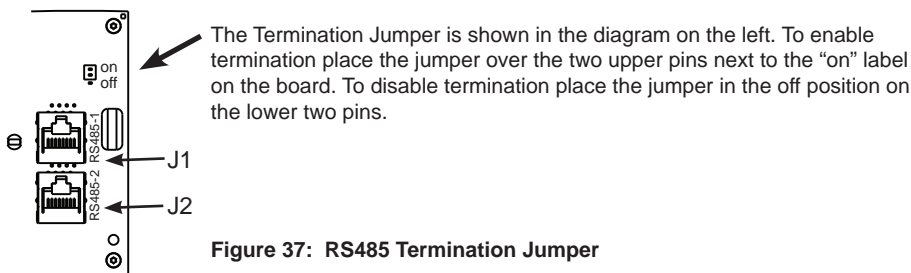 The Termination Jumper is shown in the diagram on the left. To enable
termination place the jumper over the two upper pins next to the “on” label
on the board. To disable termination place the jumper in the off position on
the lower two pins.
on
off
RS485-1
J1
RS485-2
J2
Figure 37: RS485 Termination Jumper